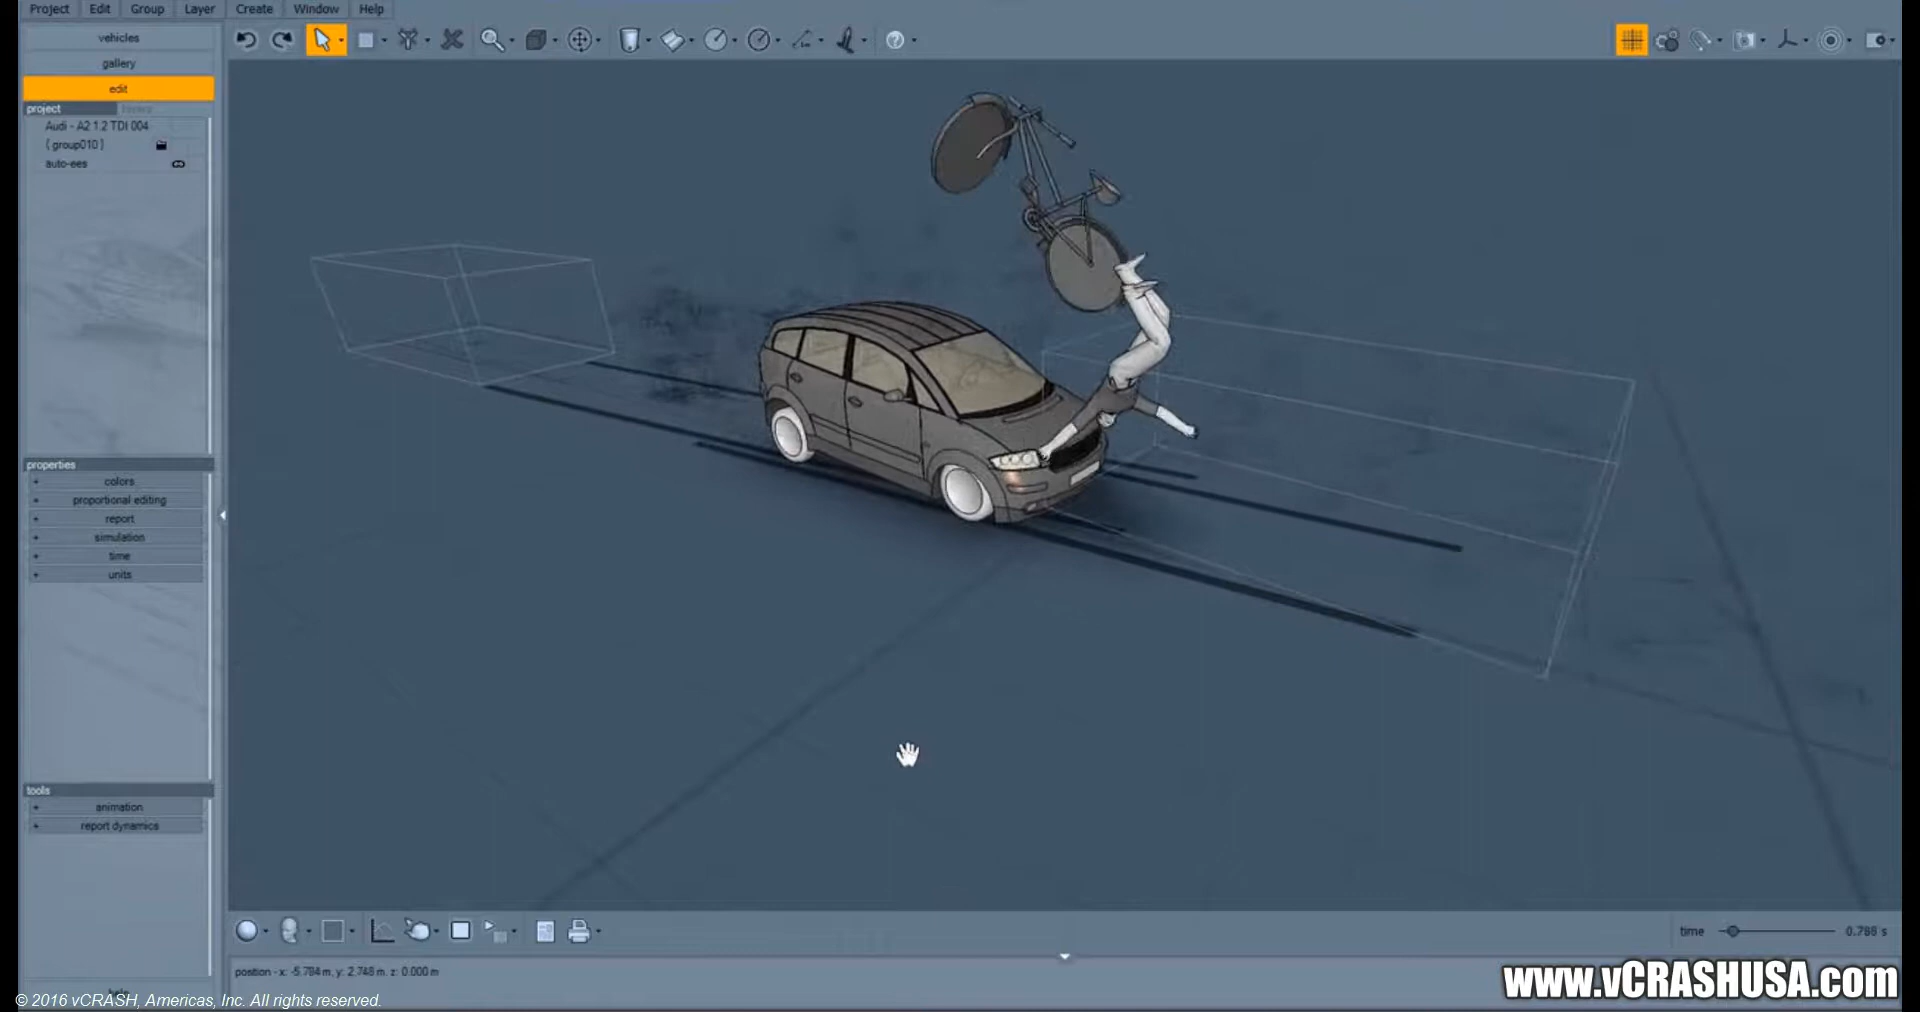 Project Edit Group Layer Create Window Help
vehicles
gallery
edit
project layers
Audi - A2 1.2 TDI 004
( group010 )
auto-ees
properties
+ colors
+ proportional editing
+ report
+ simulation
+ time
+ units
tools
+ animation
+ report dynamics
time 0.788 s
position - x: -5.784 m, y: 2.748 m, z: 0.000 m
help
© 2016 vCRASH, Americas, Inc. All rights reserved.
www.vCRASHUSA.com